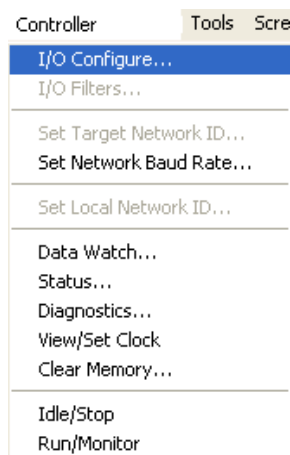 Controller Tools Scre
I/O Configure...
I/O Filters...
Set Target Network ID...
Set Network Baud Rate...
Set Local Network ID...
Data Watch...
Status...
Diagnostics...
View/Set Clock
Clear Memory...
Idle/Stop
Run/Monitor